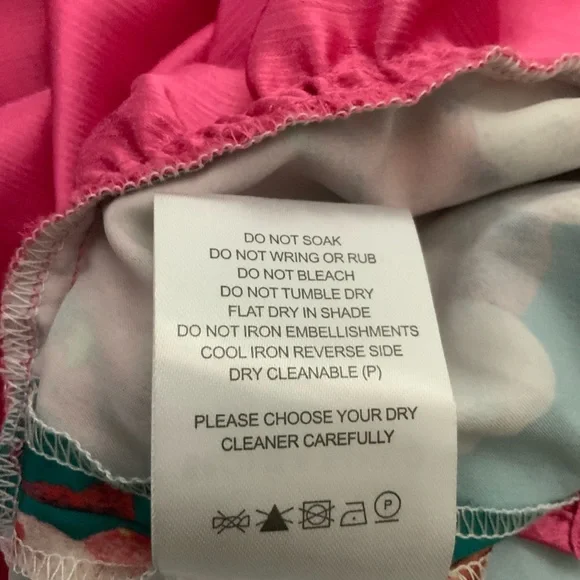 DO NOT SOAK
DO NOT WRING OR RUB
DO NOT BLEACH
DO NOT TUMBLE DRY
FLAT DRY IN SHADE
DO NOT IRON EMBELLISHMENTS
COOL IRON REVERSE SIDE
DRY CLEANABLE (P)
PLEASE CHOOSE YOUR DRY
CLEANER CAREFULLY
P